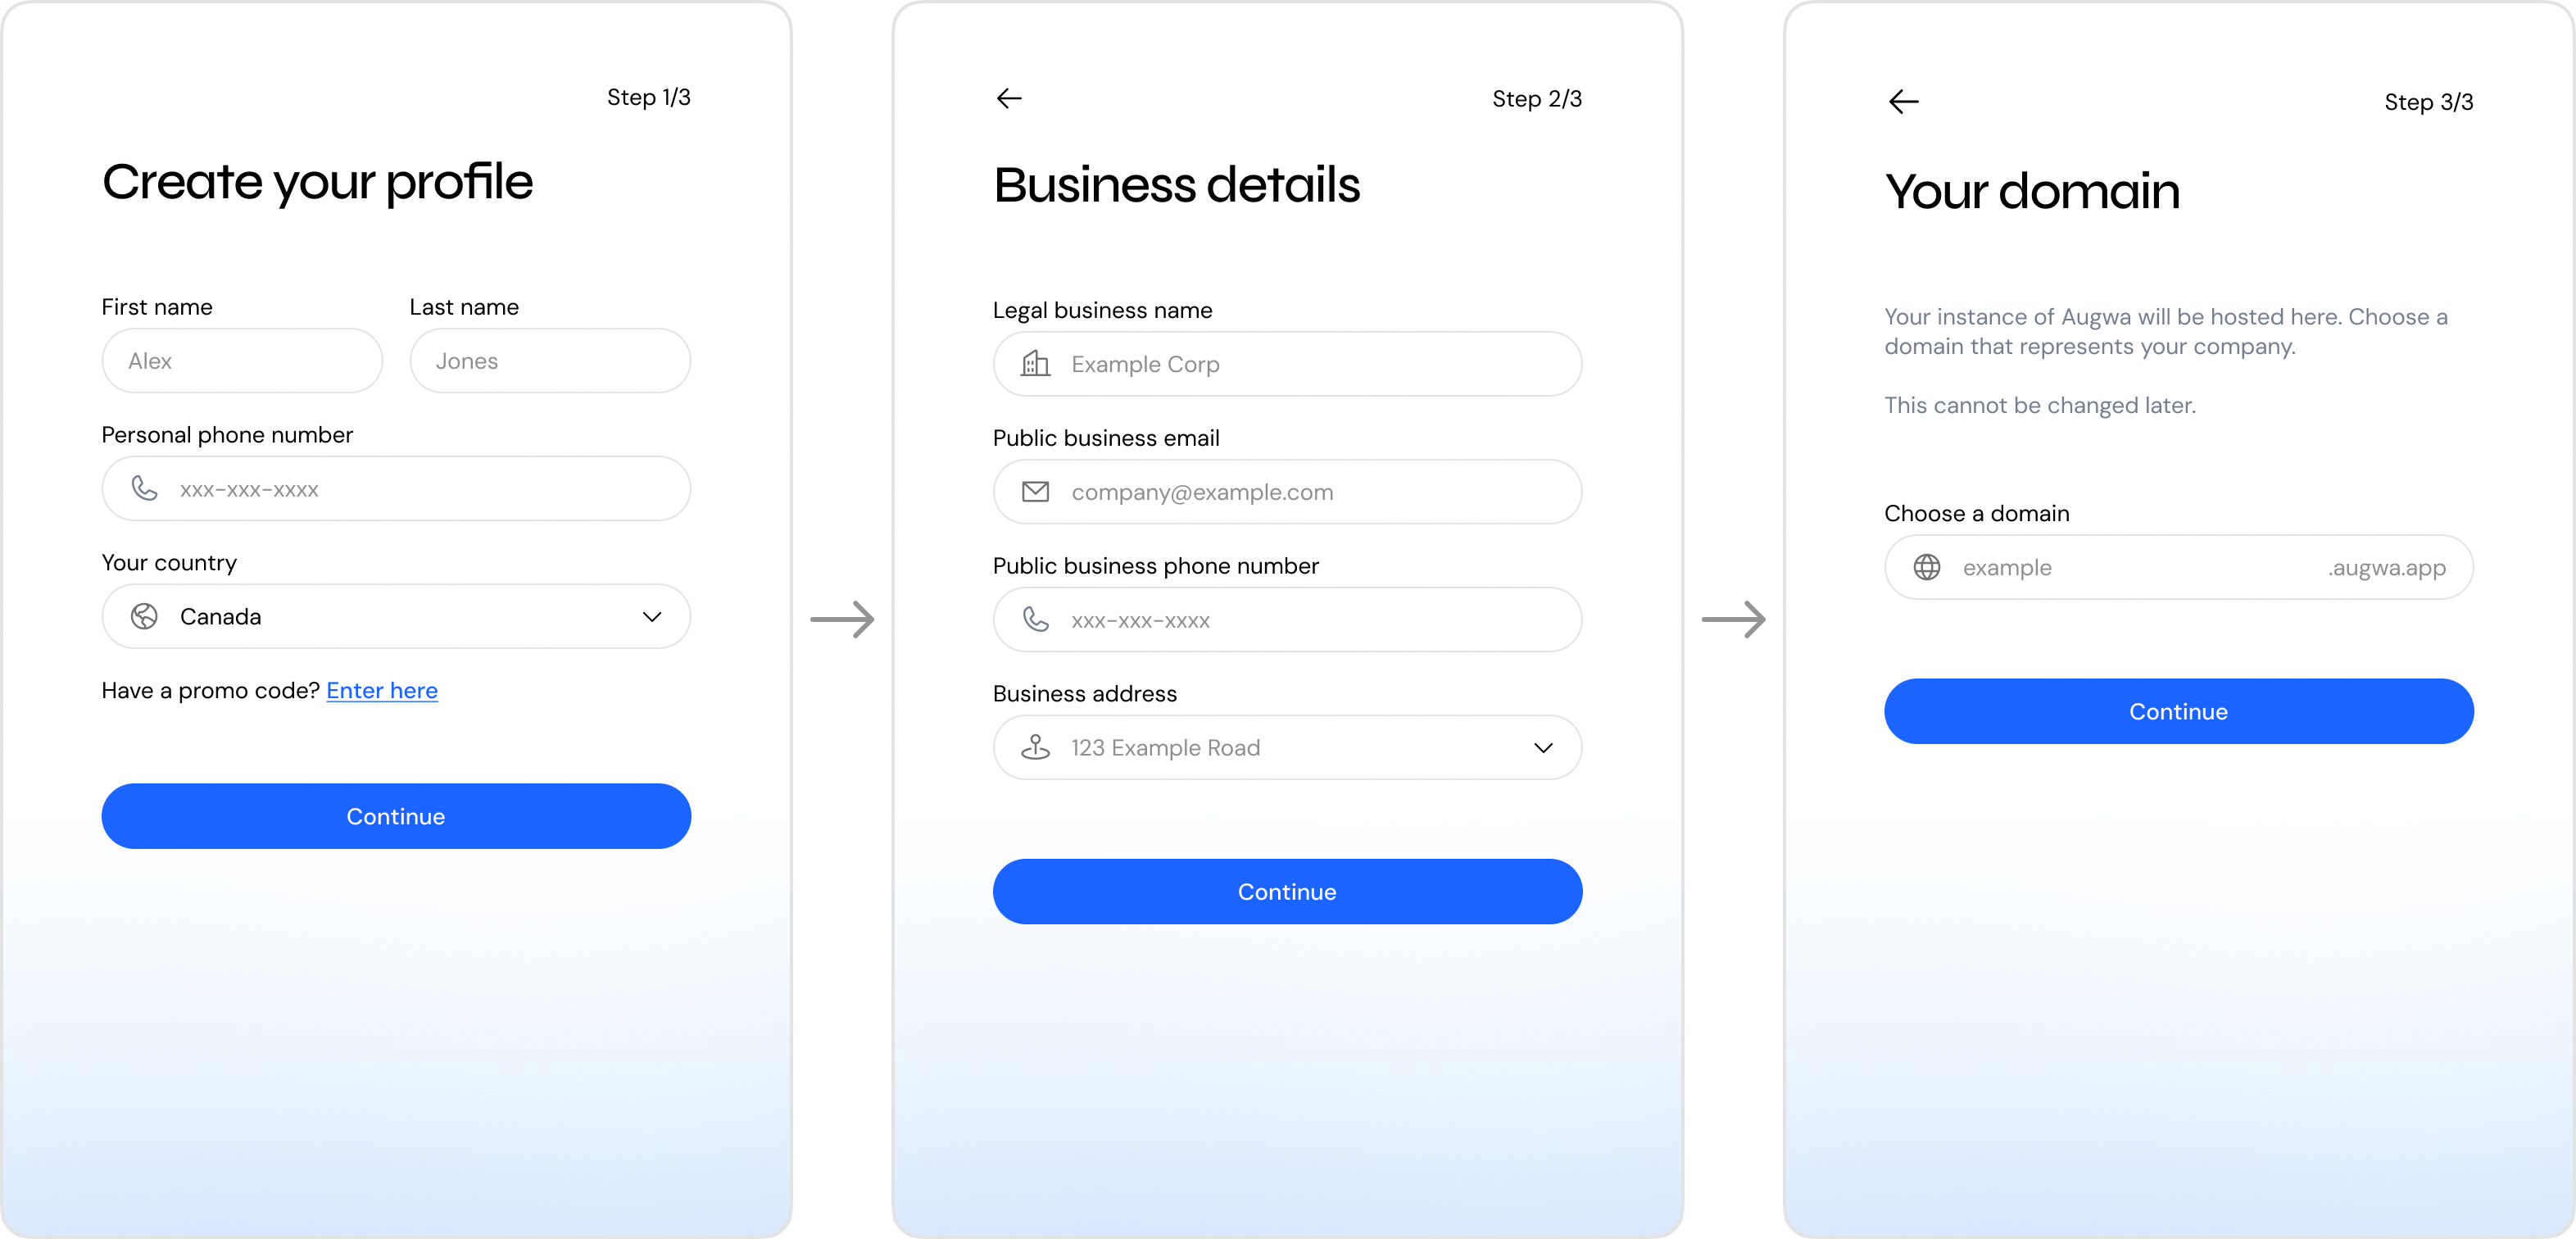 Step 1/3
Create your profile
First name
Last name
Alex
Jones
Personal phone number
xxx-xxx-xxxx
Your country
Canada
Have a promo code? Enter here
Continue
Step 2/3
Business details
Legal business name
Example Corp
Public business email
company@example.com
Public business phone number
xxx-xxx-xxxx
Business address
123 Example Road
Continue
Step 3/3
Your domain
Your instance of Augwa will be hosted here. Choose a
domain that represents your company.
This cannot be changed later.
Choose a domain
example .augwa.app
Continue